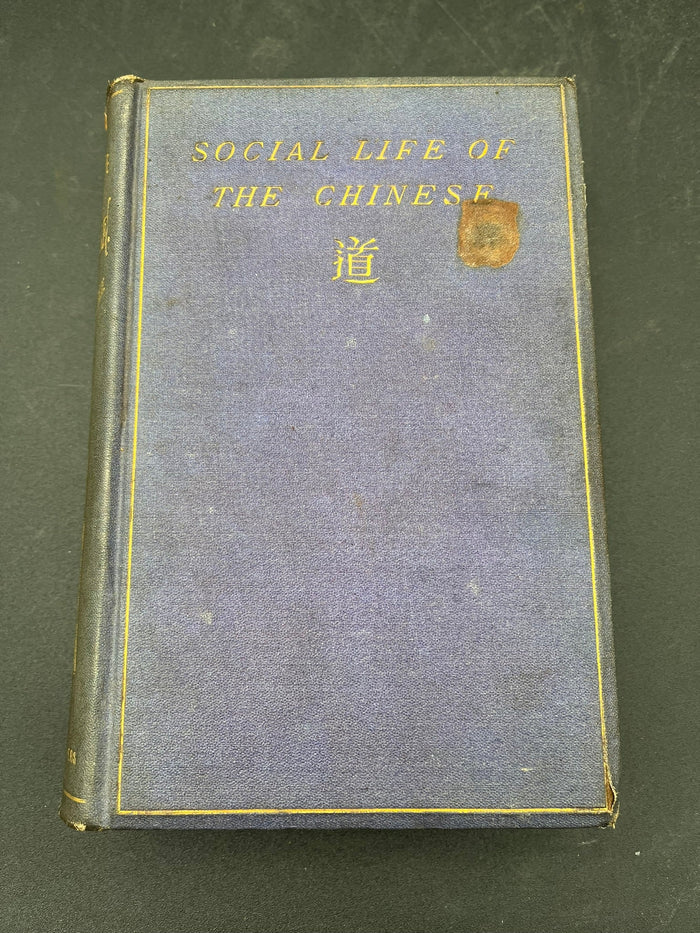 SOCIAL LIFE OF
THE CHINESE
道